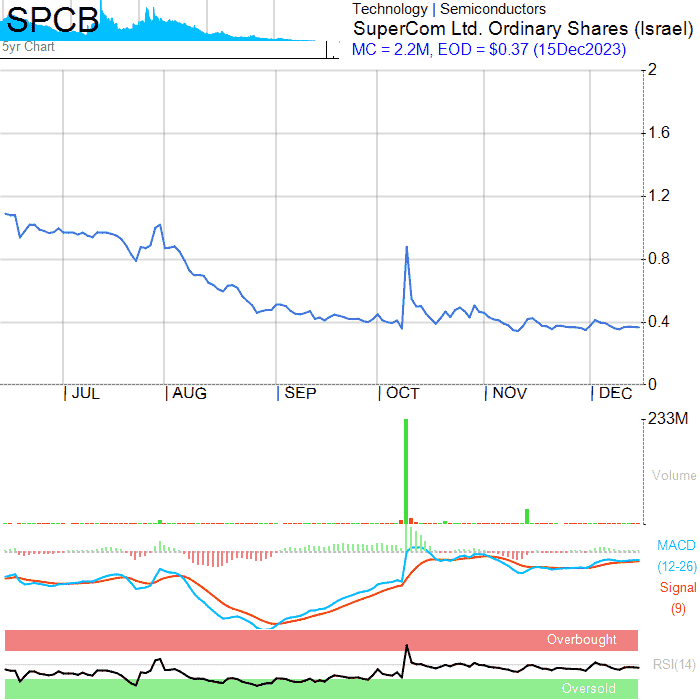 SPCB
5yr Chart
Technology | Semiconductors
SuperCom Ltd. Ordinary Shares (Israel)
MC = 2.2M, EOD = $0.37 (15Dec2023)
2
1.6
1.2
0.8
0.4
0
| JUL | AUG | SEP | OCT | NOV | DEC
233M
Volume
MACD
(12-26)
Signal
(9)
Overbought
RSI(14)
Oversold